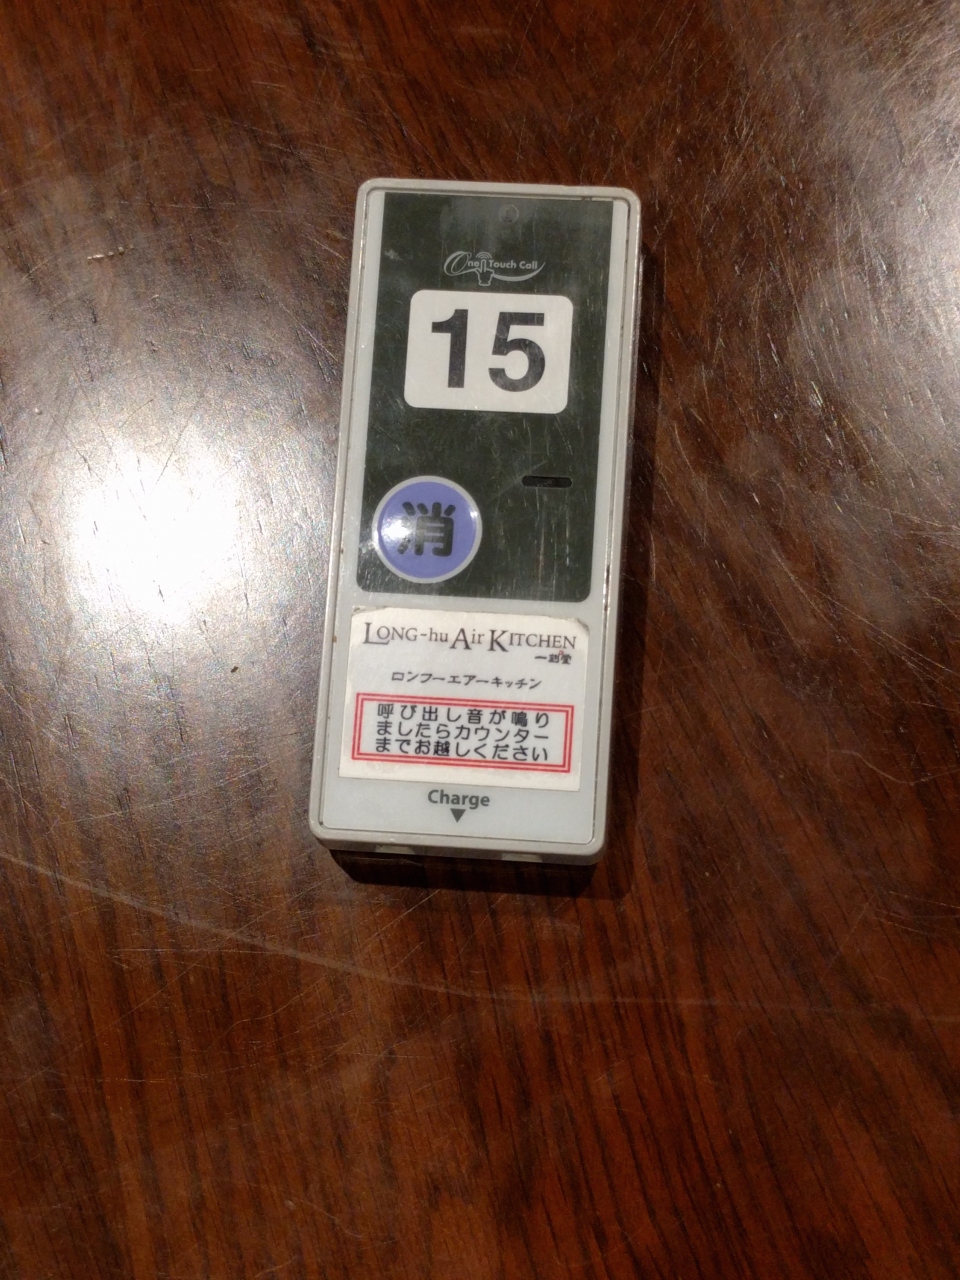 One Touch Call
15
消
LONG-hu Air KITCHEN
ロンフーエアーキッチン
呼び出し音が鳴り
ましたらカウンター
までお越しください
Charge